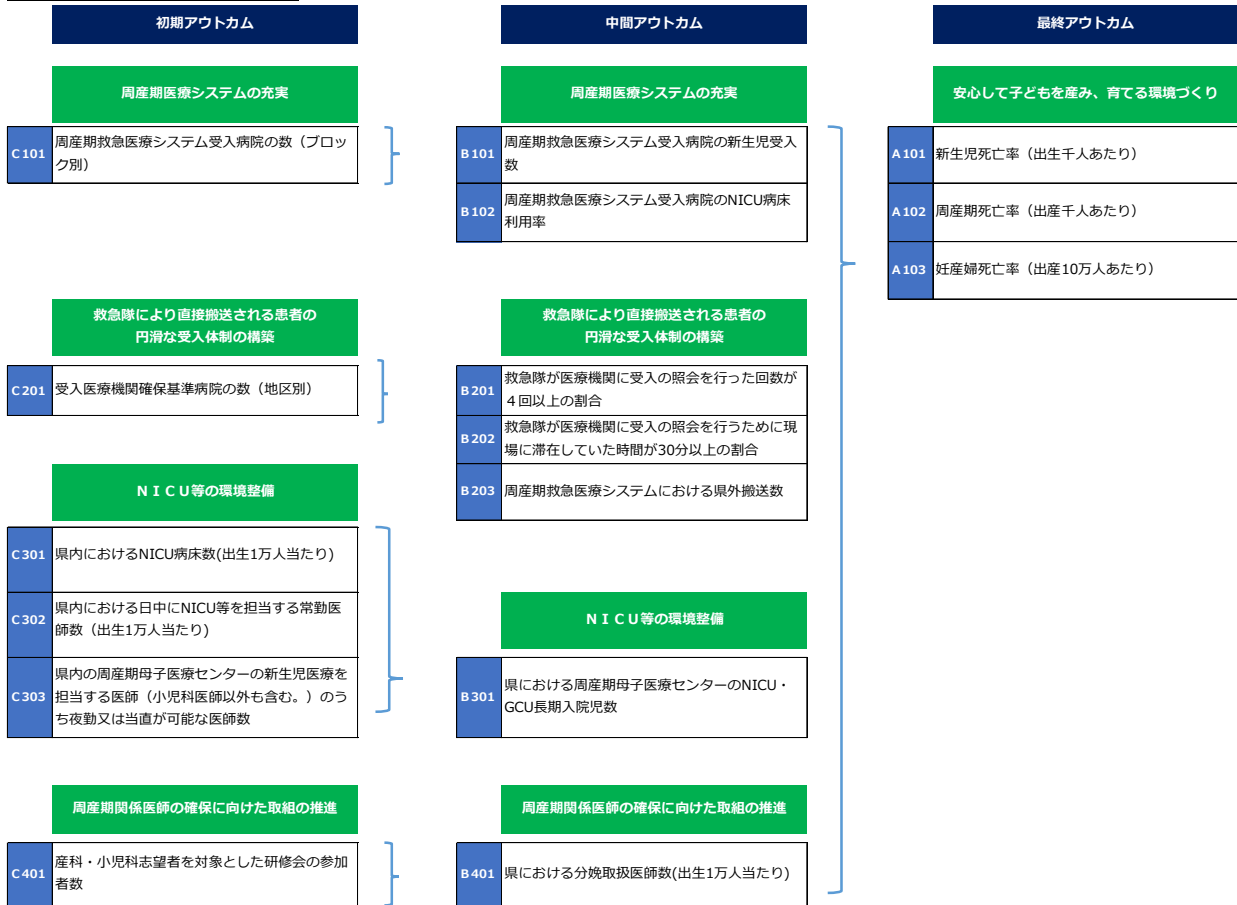 初期アウトカム
中間アウトカム
最終アウトカム
周産期医療システムの充実
周産期医療システムの充実
安心して子どもを産み、育てる環境づくり
C101
周産期救急医療システム受入病院の数（ブロッ
ク別）
B101
周産期救急医療システム受入病院の新生児受入
数
A101
新生児死亡率（出生千人あたり）
B102
周産期救急医療システム受入病院のNICU病床
利用率
A102
周産期死亡率（出産千人あたり）
A103
妊産婦死亡率（出産10万人あたり）
救急隊により直接搬送される患者の
円滑な受入体制の構築
救急隊により直接搬送される患者の
円滑な受入体制の構築
C201
受入医療機関確保基準病院の数（地区別）
B201
救急隊が医療機関に受入の照会を行った回数が
４回以上の割合
B202
救急隊が医療機関に受入の照会を行うために現
場に滞在していた時間が30分以上の割合
B203
周産期救急医療システムにおける県外搬送数
ＮＩＣＵ等の環境整備
C301
県内におけるNICU病床数(出生1万人当たり)
C302
県内における日中にNICU等を担当する常勤医
師数（出生1万人当たり)
C303
県内の周産期母子医療センターの新生児医療を
担当する医師（小児科医師以外も含む。）のう
ち夜勤又は当直が可能な医師数
ＮＩＣＵ等の環境整備
B301
県における周産期母子医療センターのNICU・
GCU長期入院児数
周産期関係医師の確保に向けた取組の推進
周産期関係医師の確保に向けた取組の推進
C401
産科・小児科志望者を対象とした研修会の参加
者数
B401
県における分娩取扱医師数(出生1万人当たり)